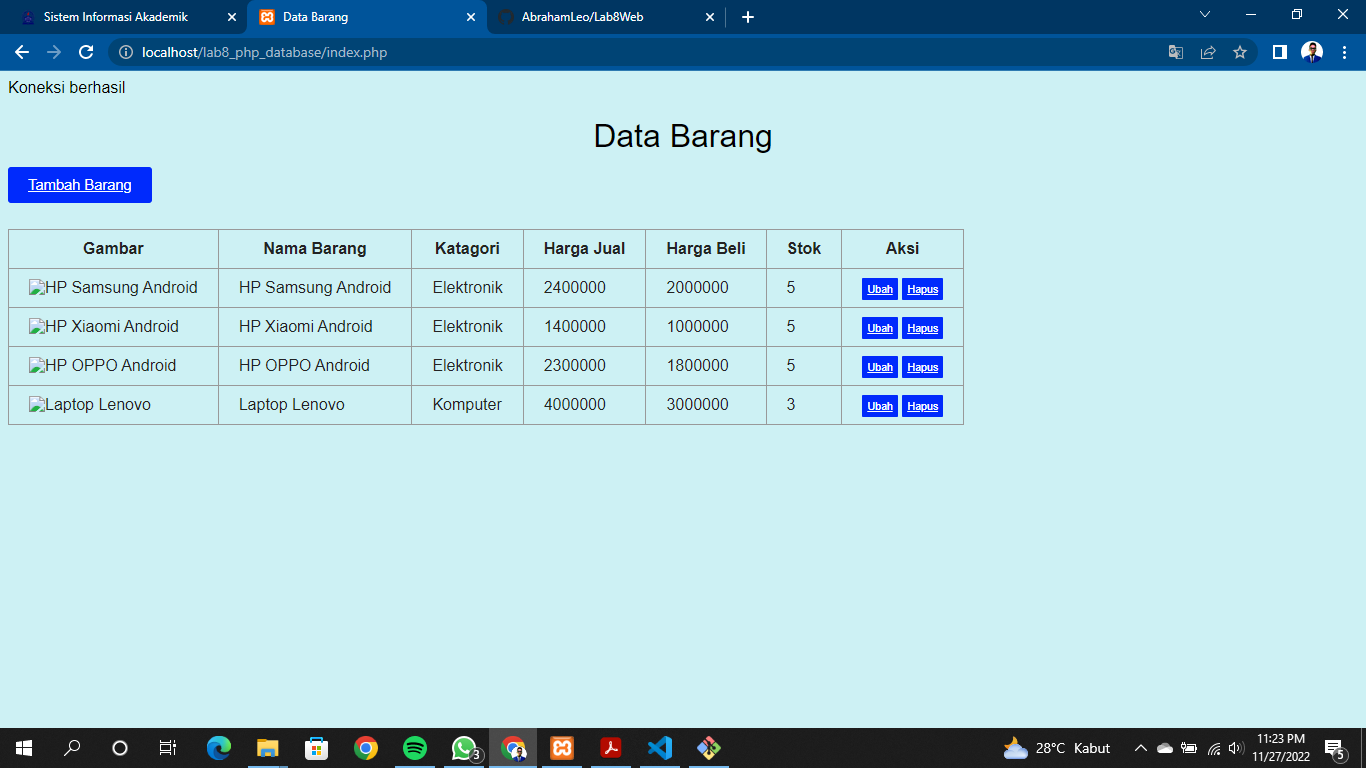 Sistem Informasi Akademik
Data Barang
AbrahamLeo/Lab8Web
localhost/lab8_php_database/index.php
Koneksi berhasil
Data Barang
Tambah Barang
Gambar Nama Barang Katagori Harga Jual Harga Beli Stok Aksi
HP Samsung Android HP Samsung Android Elektronik 2400000 2000000 5 Ubah Hapus
HP Xiaomi Android HP Xiaomi Android Elektronik 1400000 1000000 5 Ubah Hapus
HP OPPO Android HP OPPO Android Elektronik 2300000 1800000 5 Ubah Hapus
Laptop Lenovo Laptop Lenovo Komputer 4000000 3000000 3 Ubah Hapus
3
28°C Kabut
11:23 PM
11/27/2022
5